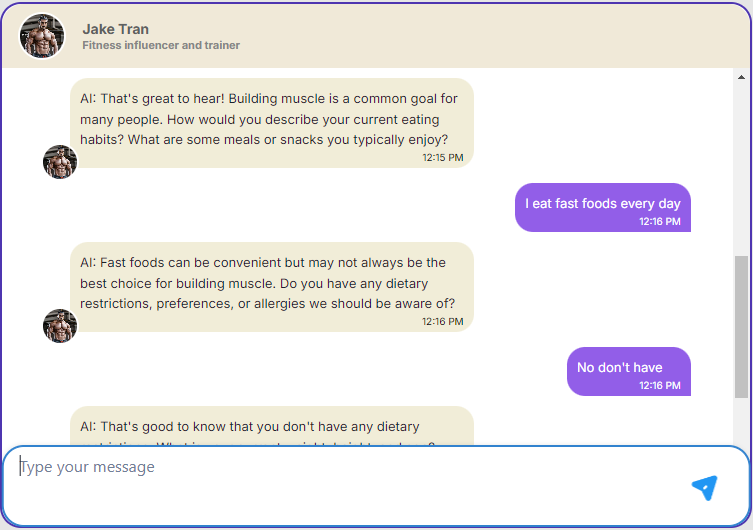 Jake Tran
Fitness influencer and trainer
AI: That's great to hear! Building muscle is a common goal for
many people. How would you describe your current eating
habits? What are some meals or snacks you typically enjoy?
12:15 PM
I eat fast foods every day
12:16 PM
AI: Fast foods can be convenient but may not always be the
best choice for building muscle. Do you have any dietary
restrictions, preferences, or allergies we should be aware of?
12:16 PM
No don't have
12:16 PM
AI: That's good to know that you don't have any dietary
Type your message